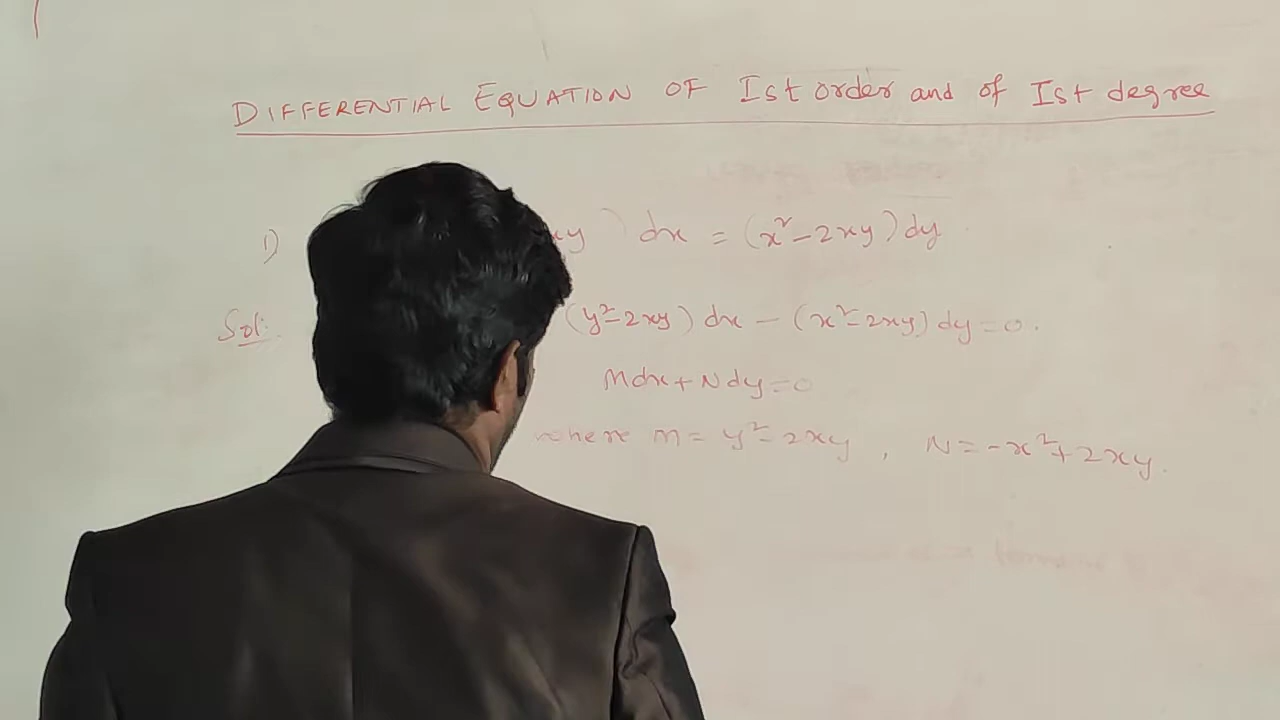 DIFFERENTIAL EQUATION OF Ist order and of Ist degree
1) xy) dx = (x²-2xy)dy
Sol: (y²-2xy) dx - (x²-2xy) dy=0.
Mdx+Ndy=0
where M= y²-2xy, N=-x²+2xy.